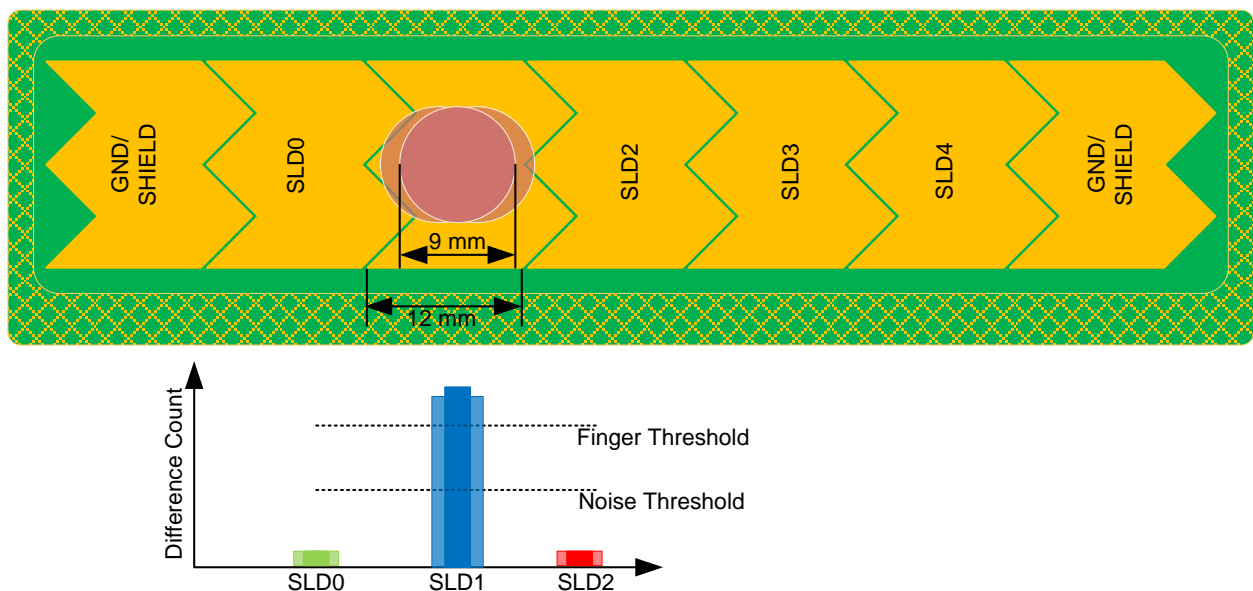 GND/
SHIELD
SLD0
SLD2
SLD3
SLD4
GND/
SHIELD
9 mm
12 mm
Difference Count
Finger Threshold
Noise Threshold
SLD0
SLD1
SLD2